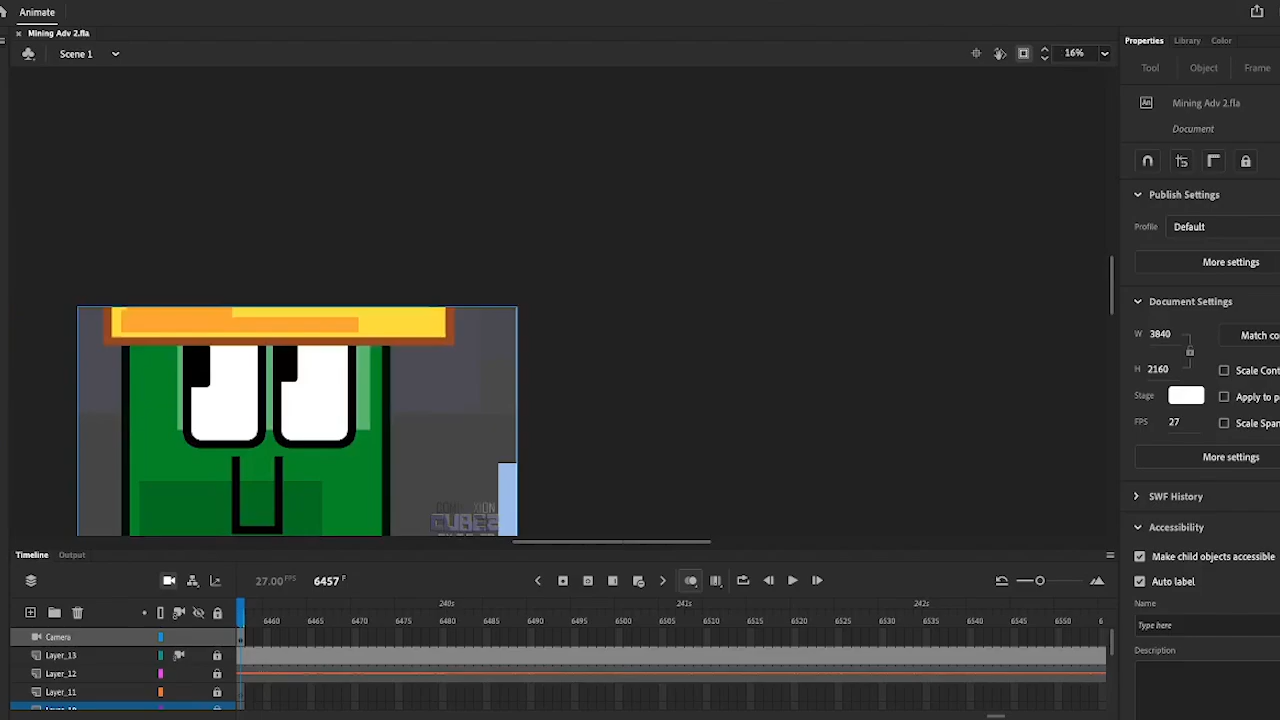 Animate
Mining Adv 2.fla
Scene 1
16%
Properties Library Color
Tool Object Frame
Mining Adv 2.fla
Document
Publish Settings
Profile Default
More settings
Document Settings
W 3840 Match co
H 2160 Scale Cont
Stage Apply to p
FPS 27 Scale Span
More settings
SWF History
Accessibility
Make child objects accessible
Auto label
Name
Type here
Description
CUBES
Timeline Output
27.00 FPS 6457 F
240s 241s 242s
6460 6465 6470 6475 6480 6485 6490 6495 6500 6505 6510 6515 6520 6525 6530 6535 6540 6545 6550 6
Camera
Layer_13
Layer_12
Layer_11